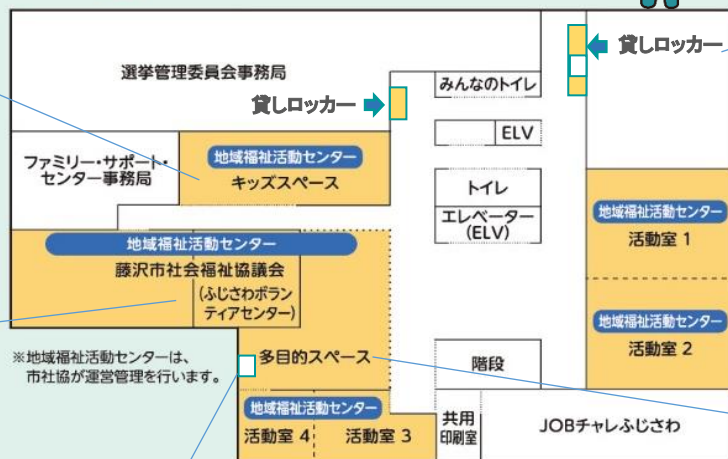 選挙管理委員会事務局
貸しロッカー
貸しロッカー
みんなのトイレ
ELV
ファミリー・サポート・
センター事務局
地域福祉活動センター
キッズスペース
トイレ
エレベーター
(ELV)
地域福祉活動センター
活動室 1
地域福祉活動センター
藤沢市社会福祉協議会
(ふじさわボラン
ティアセンター)
地域福祉活動センター
活動室 2
※地域福祉活動センターは、
市社協が運営管理を行います。
多目的スペース
階段
地域福祉活動センター
活動室 4
活動室 3
共用
印刷室
JOBチャレふじさわ